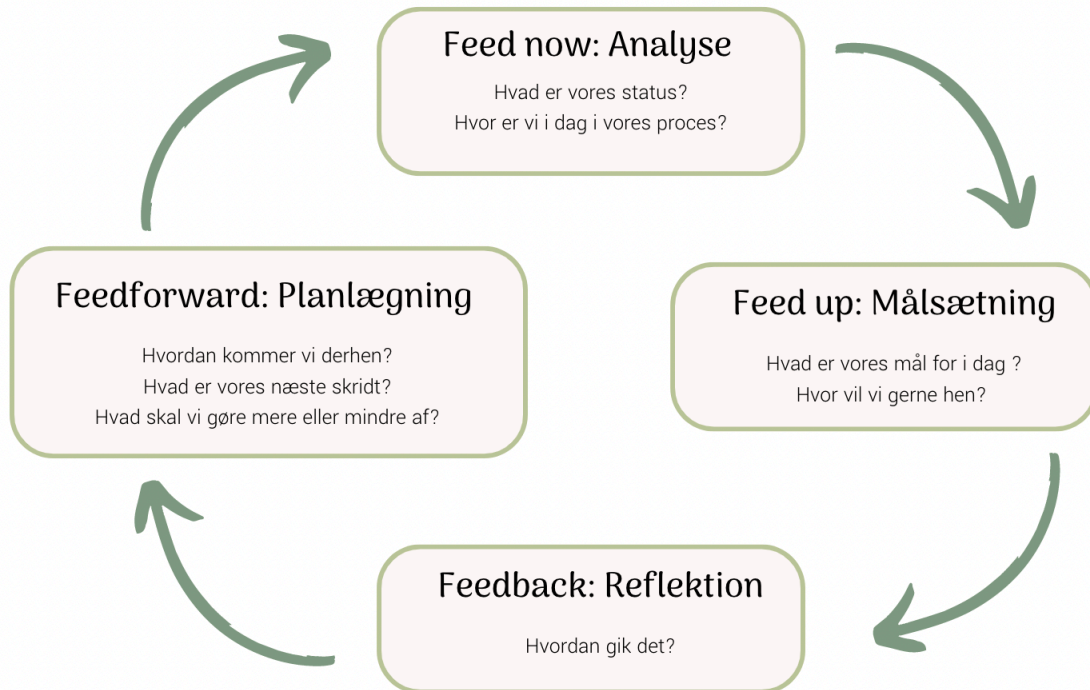 Feed now: Analyse
Hvad er vores status?
Hvor er vi i dag i vores proces?
Feed up: Målsætning
Hvad er vores mål for i dag ?
Hvor vil vi gerne hen?
Feedback: Reflektion
Hvordan gik det?
Feedforward: Planlægning
Hvordan kommer vi derhen?
Hvad er vores næste skridt?
Hvad skal vi gøre mere eller mindre af?